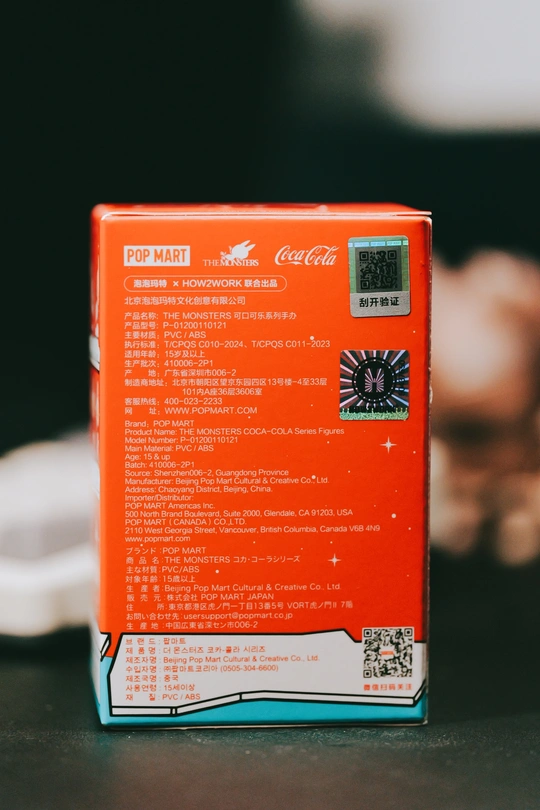 POP MART
THE MONSTERS
Coca-Cola
刮开验证
泡泡玛特 × HOW2WORK 联合出品
北京泡泡玛特文化创意有限公司
产品名称: THE MONSTERS 可口可乐系列手办
产品型号: P-01200110121
主要材质: PVC / ABS
执行标准: T/CPQS C010-2024、T/CPQS C011-2023
适用年龄: 15岁及以上
生产批次: 410006-2P1
产 地: 广东省深圳市006-2
制造商地址: 北京市朝阳区望京东园四区13号楼-4至33层
101内A座36层3606室
客服热线: 400-023-2233
网 址: WWW.POPMART.COM
Brand: POP MART
Product Name: THE MONSTERS COCA-COLA Series Figures
Model Number: P-01200110121
Main Material: PVC / ABS
Age: 15 & up
Batch: 410006-2P1
Source: Shenzhen006-2, Guangdong Province
Manufacturer: Beijing Pop Mart Cultural & Creative Co., Ltd.
Address: Chaoyang District, Beijing, China.
Importer/Distributor:
POP MART Americas Inc.
500 North Brand Boulevard, Suite 2000, Glendale, CA 91203, USA
POP MART (CANADA) CO.,LTD.
2110 West Georgia Street, Vancouver, British Columbia, Canada V6B 4N9
www.popmart.com
ブランド: POP MART
商 品 名: THE MONSTERS コカ・コーラシリーズ
主な材質: PVC/ABS
対象年齢: 15歳以上
生 産 者: Beijing Pop Mart Cultural & Creative Co., Ltd.
販 売 元: 株式会社 POP MART JAPAN
住 所: 東京都港区虎ノ門一丁目13番5号 VORT虎ノ門II 7階
お問い合わせ先: usersupport@popmart.co.jp
生 産 地: 中国広東省深セン市006-2
브 랜 드: 팝마트
제 품 명: 더 몬스터즈 코카-콜라 시리즈
제조자명: Beijing Pop Mart Cultural & Creative Co., Ltd.
수입자명: ㈜팝마트코리아 (0505-304-6600)
제조국명: 중국
사용연령: 15세이상
재 질: PVC / ABS
微信扫码关注